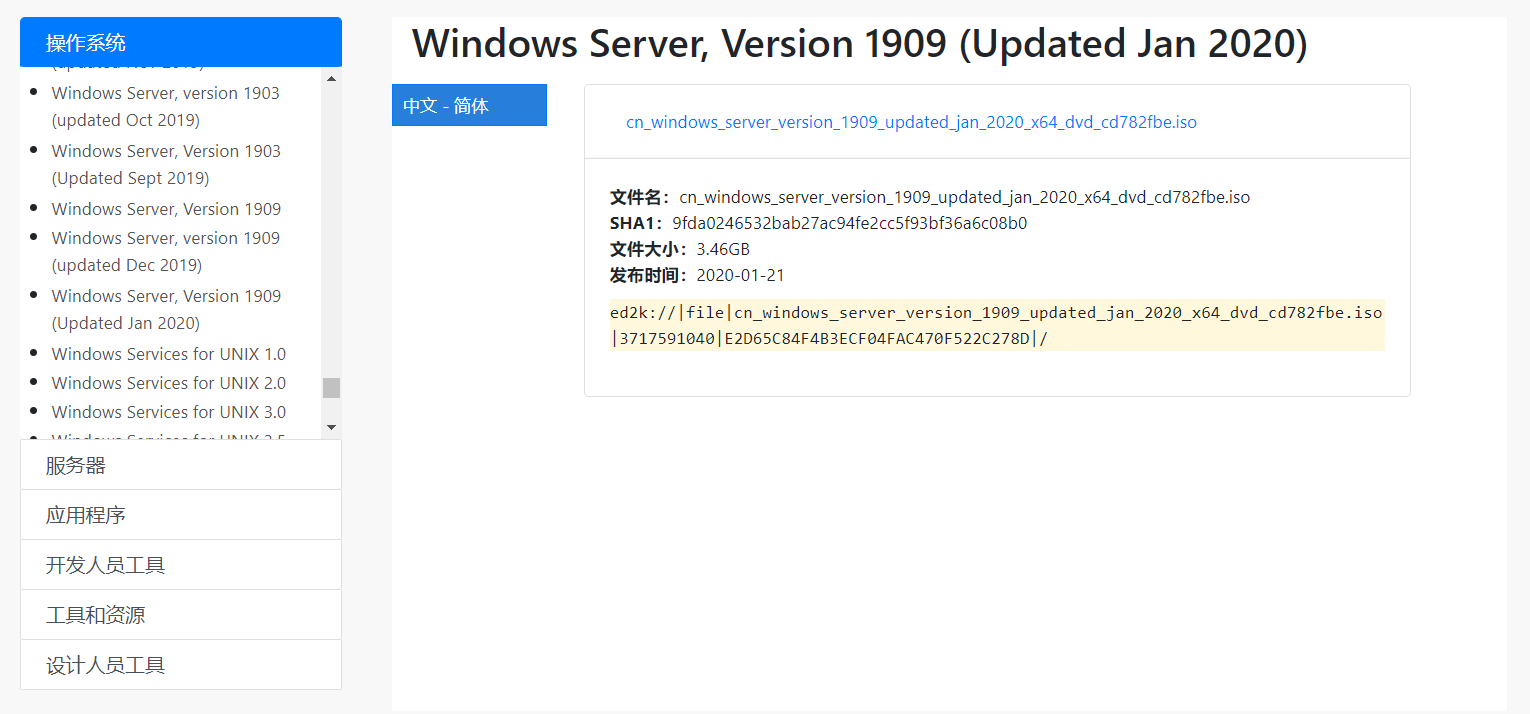 操作系统
Windows Server, version 1903
(updated Oct 2019)
Windows Server, Version 1903
(Updated Sept 2019)
Windows Server, Version 1909
Windows Server, version 1909
(updated Dec 2019)
Windows Server, Version 1909
(Updated Jan 2020)
Windows Services for UNIX 1.0
Windows Services for UNIX 2.0
Windows Services for UNIX 3.0
服务器
应用程序
开发人员工具
工具和资源
设计人员工具
Windows Server, Version 1909 (Updated Jan 2020)
中文 - 简体
cn_windows_server_version_1909_updated_jan_2020_x64_dvd_cd782fbe.iso
文件名：cn_windows_server_version_1909_updated_jan_2020_x64_dvd_cd782fbe.iso
SHA1：9fda0246532bab27ac94fe2cc5f93bf36a6c08b0
文件大小：3.46GB
发布时间：2020-01-21
ed2k://|file|cn_windows_server_version_1909_updated_jan_2020_x64_dvd_cd782fbe.iso
|3717591040|E2D65C84F4B3ECF04FAC470F522C278D|/